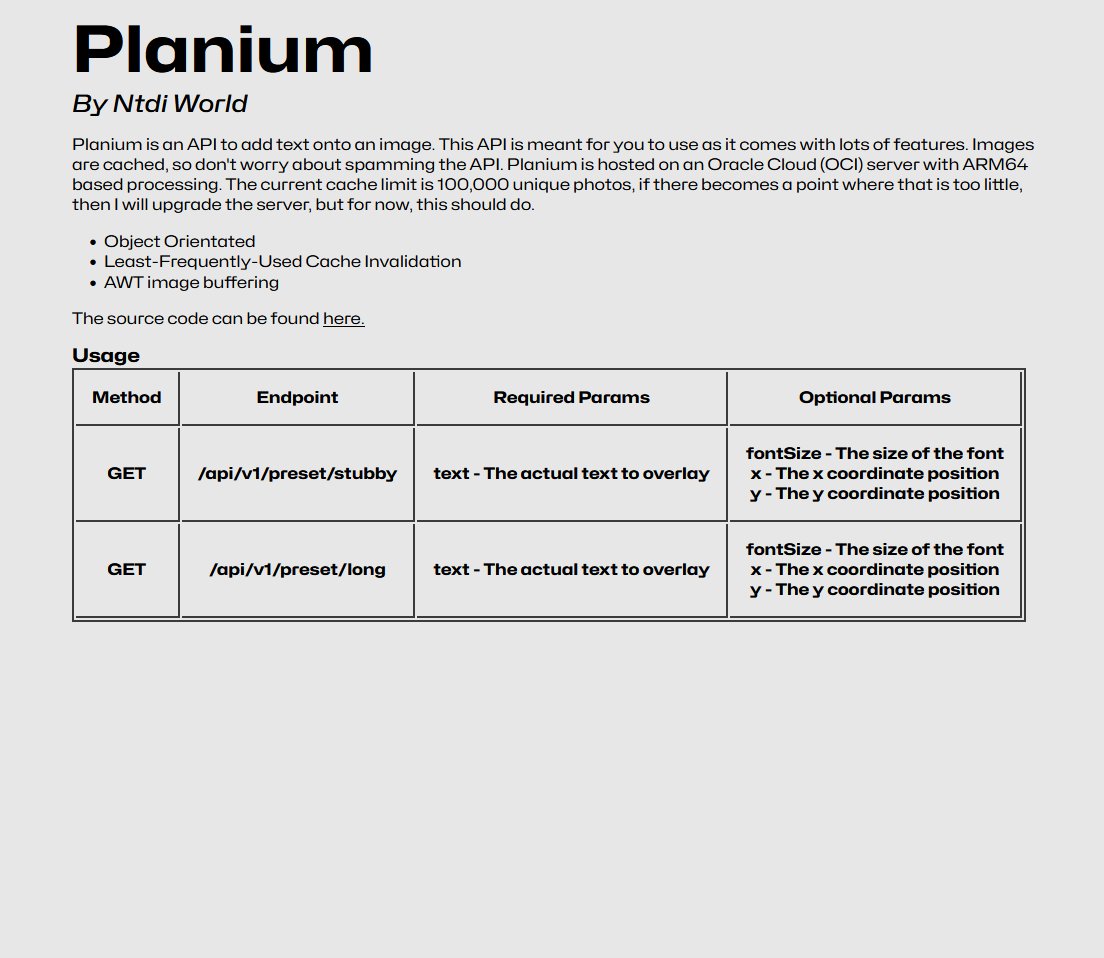 Planium
By Ntdi World
Planium is an API to add text onto an image. This API is meant for you to use as it comes with lots of features. Images
are cached, so don't worry about spamming the API. Planium is hosted on an Oracle Cloud (OCI) server with ARM64
based processing. The current cache limit is 100,000 unique photos, if there becomes a point where that is too little,
then I will upgrade the server, but for now, this should do.
• Object Orientated
• Least-Frequently-Used Cache Invalidation
• AWT image buffering
The source code can be found here.
Usage
Method Endpoint Required Params Optional Params
GET /api/v1/preset/stubby text - The actual text to overlay fontSize - The size of the font
x - The x coordinate position
y - The y coordinate position
GET /api/v1/preset/long text - The actual text to overlay fontSize - The size of the font
x - The x coordinate position
y - The y coordinate position